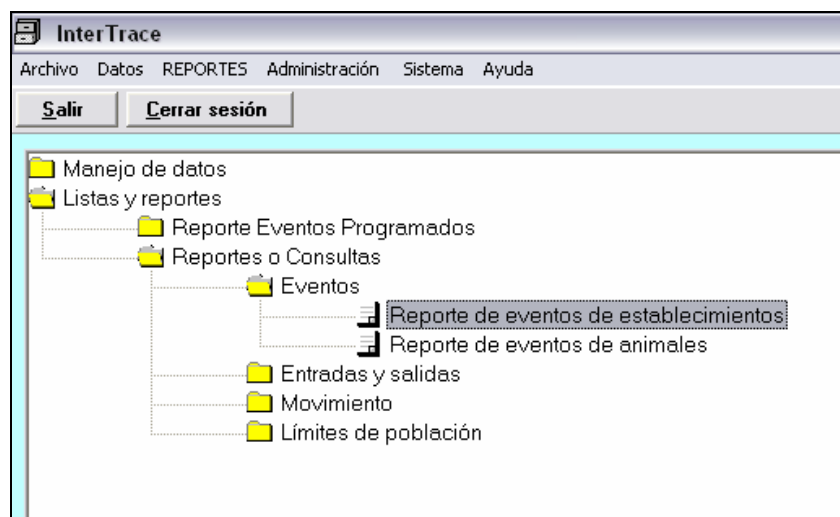 InterTrace
Archivo Datos REPORTES Administración Sistema Ayuda
Salir Cerrar sesión
Manejo de datos
Listas y reportes
Reporte Eventos Programados
Reportes o Consultas
Eventos
Reporte de eventos de establecimientos
Reporte de eventos de animales
Entradas y salidas
Movimiento
Límites de población